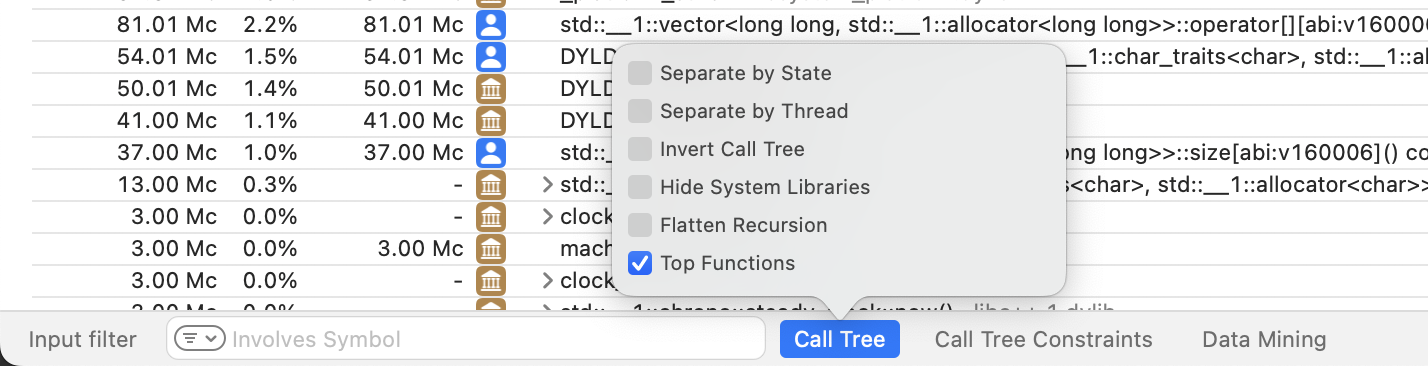 81.01 Mc 2.2% 81.01 Mc std::__1::vector<long long, std::__1::allocator<long long>>::operator[][abi:v160006
54.01 Mc 1.5% 54.01 Mc DYLD __1::char_traits<char>, std::__1::al
Separate by State
50.01 Mc 1.4% 50.01 Mc DYLD
Separate by Thread
41.00 Mc 1.1% 41.00 Mc DYLD
Invert Call Tree
37.00 Mc 1.0% 37.00 Mc std::_ ong long>>::size[abi:v160006]() co
Hide System Libraries
13.00 Mc 0.3% - std::_ s<char>, std::__1::allocator<char>>
Flatten Recursion
3.00 Mc 0.0% - clock
3.00 Mc 0.0% 3.00 Mc mach
Top Functions
3.00 Mc 0.0% - clock_
Input filter Involves Symbol Call Tree Call Tree Constraints Data Mining